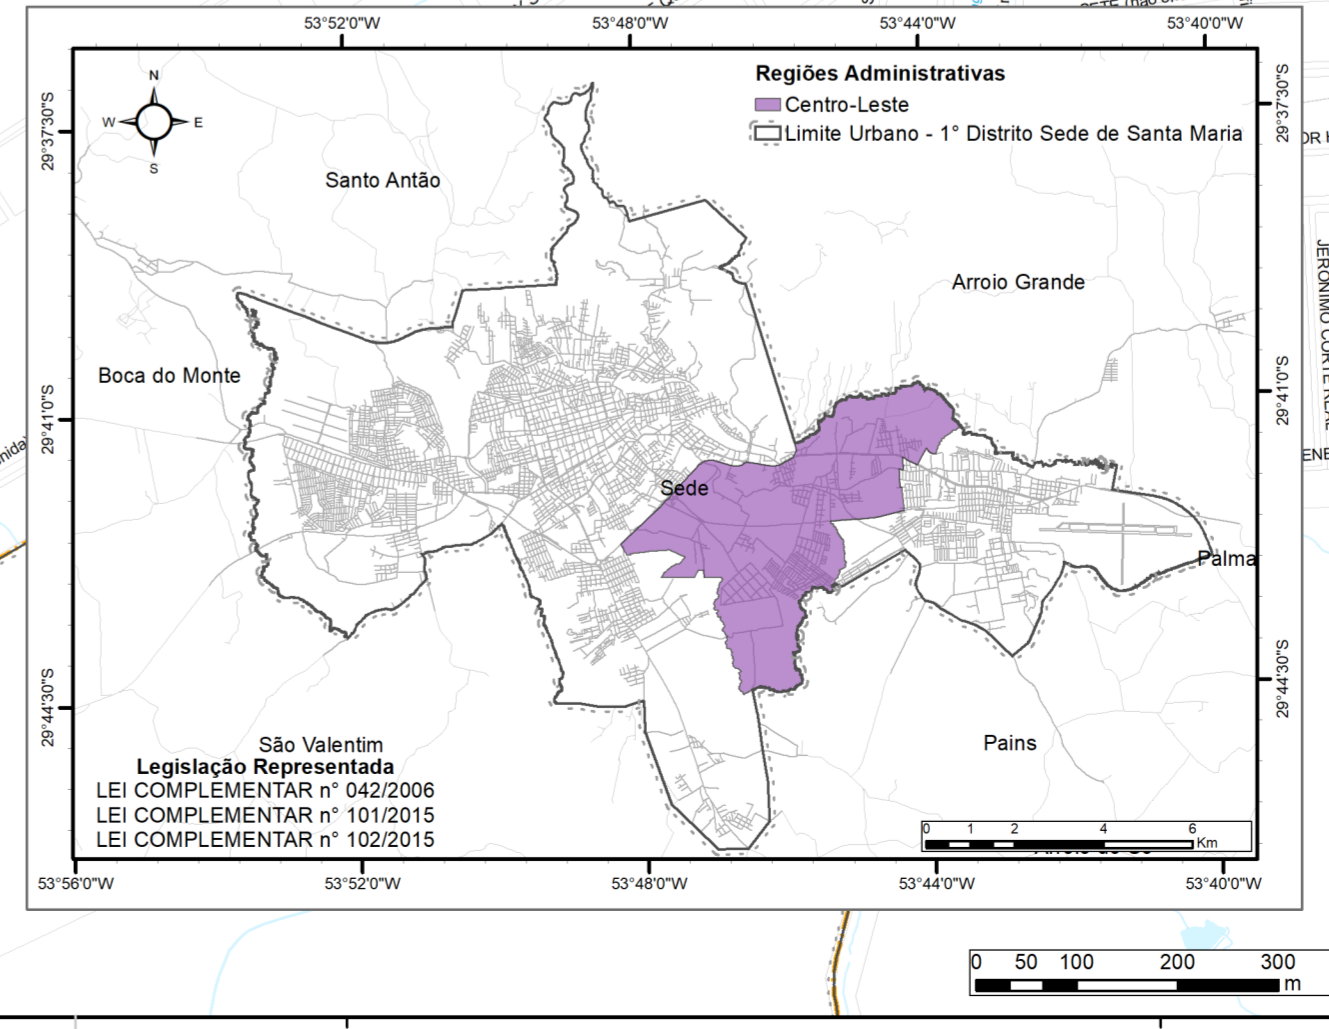 53°52'0"W
53°48'0"W
53°44'0"W
53°40'0"W
N
W
E
S
29°37'30"S
29°41'0"S
29°44'30"S
Regiões Administrativas
Centro-Leste
Limite Urbano - 1° Distrito Sede de Santa Maria
29°37'30"S
29°41'0"S
29°44'30"S
Santo Antão
Arroio Grande
Boca do Monte
Sede
Palma
Pains
São Valentim
Legislação Representada
LEI COMPLEMENTAR n° 042/2006
LEI COMPLEMENTAR n° 101/2015
LEI COMPLEMENTAR n° 102/2015
0 1 2 4 6
Km
53°56'0"W
53°52'0"W
53°48'0"W
53°44'0"W
53°40'0"W
0 50 100 200 300
m